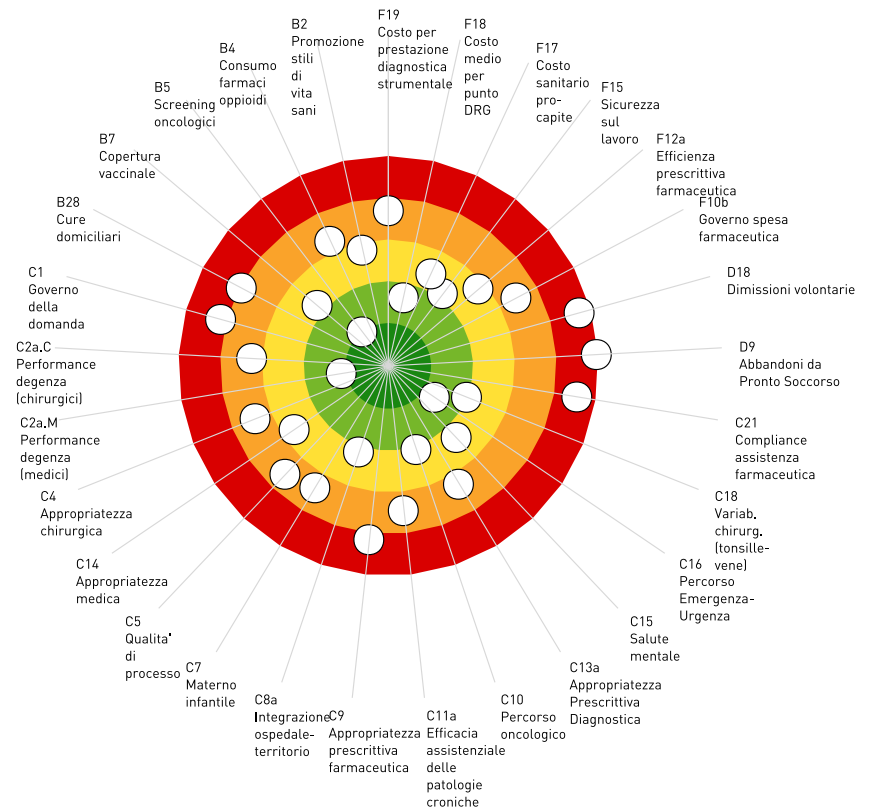 F19
Costo per
prestazione
diagnostica
strumentale
F18
Costo
medio
per
punto
DRG
F17
Costo
sanitario
pro-
capite
F15
Sicurezza
sul
lavoro
F12a
Efficienza
prescrittiva
farmaceutica
F10b
Governo spesa
farmaceutica
D18
Dimissioni volontarie
D9
Abbandoni da
Pronto Soccorso
C21
Compliance
assistenza
farmaceutica
C18
Variab.
chirurg.
(tonsille-
vene)
C16
Percorso
Emergenza-
Urgenza
C15
Salute
mentale
C13a
Appropriatezza
Prescrittiva
Diagnostica
C10
Percorso
oncologico
C11a
Efficacia
assistenziale
delle
patologie
croniche
C9
Appropriatezza
prescrittiva
farmaceutica
C8a
Integrazione
ospedale-
territorio
C7
Materno
infantile
C5
Qualita'
di
processo
C14
Appropriatezza
medica
C4
Appropriatezza
chirurgica
C2a.M
Performance
degenza
(medici)
C2a.C
Performance
degenza
(chirurgici)
C1
Governo
della
domanda
B28
Cure
domiciliari
B7
Copertura
vaccinale
B5
Screening
oncologici
B4
Consumo
farmaci
oppioidi
B2
Promozione
stili
di
vita
sani